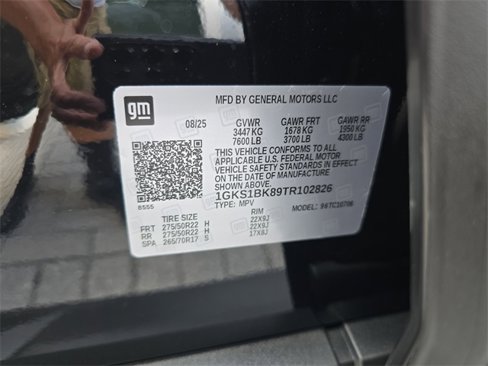 gm
MFD BY GENERAL MOTORS LLC
08/25 GVWR GAWR FRT GAWR RR
3447 KG 1678 KG 1950 KG
7600 LB 3700 LB 4300 LB
THIS VEHICLE CONFORMS TO ALL
APPLICABLE U.S. FEDERAL MOTOR
VEHICLE SAFETY STANDARDS IN EFFECT
ON THE DATE OF MANUFACTURE
SHOWN ABOVE.
1GKS1BK89TR102826
TYPE: MPV MODEL:
TIRE SIZE RIM
FRT 275/50R22 H 22X9J
RR 275/50R22 H 22X9J
SPA 265/70R17 S 17X8J